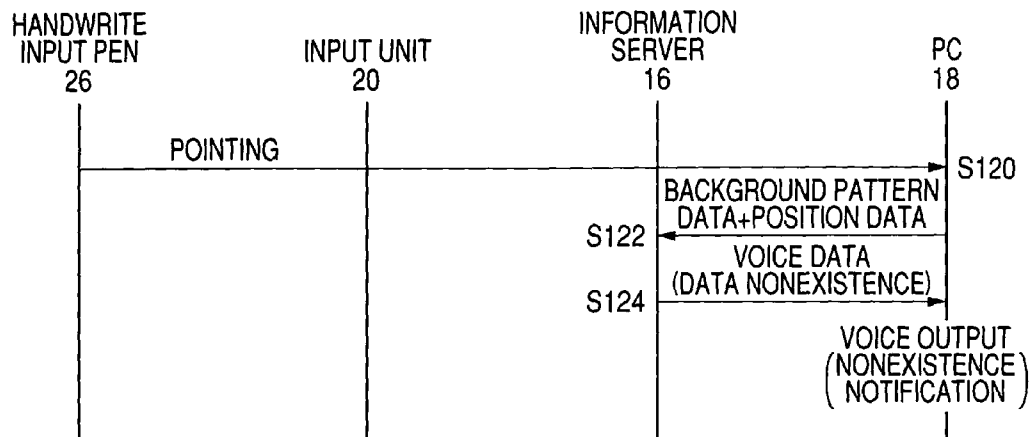 HANDWRITE
INPUT PEN
26
INPUT UNIT
20
INFORMATION
SERVER
16
PC
18
POINTING
S120
BACKGROUND PATTERN
DATA+POSITION DATA
S122
VOICE DATA
(DATA NONEXISTENCE)
S124
VOICE OUTPUT
(NONEXISTENCE
NOTIFICATION)